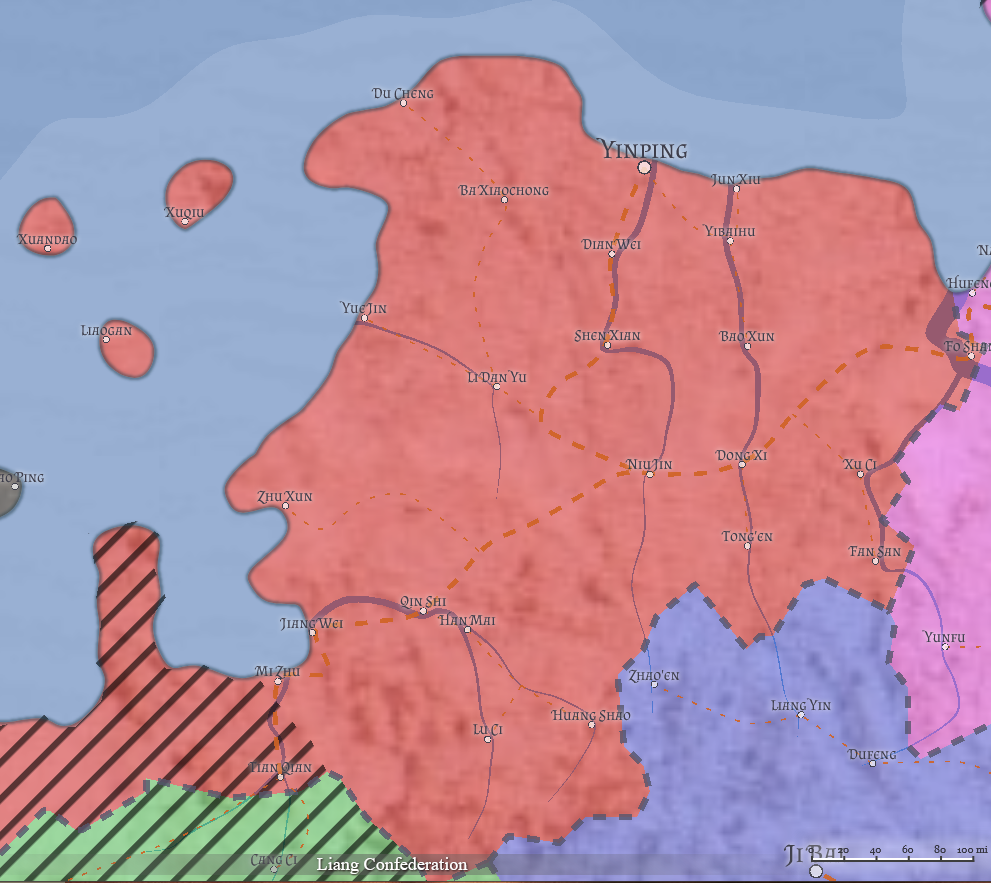 Du Cheng
Yinping
Jun Xiu
Ba Xiaochong
Xuqiu
Xuandao
Yibaihu
Dian Wei
Hufeng
Yue Jin
Liaogan
Shen Xian
Bao Xun
Fo Shan
Li Dan Yu
Niu Jin
Dong Xi
Xu Ci
Ping
Zhu Xun
Tong'en
Fan San
Qin Shi
Han Mai
Jiang Wei
Yunfu
Mi Zhu
Zhao'en
Liang Yin
Huang Shao
Lu Ci
Dufeng
Tian Qian
Cang Ci
Liang Confederation
Ji Ba
20 40 60 80 100 mi